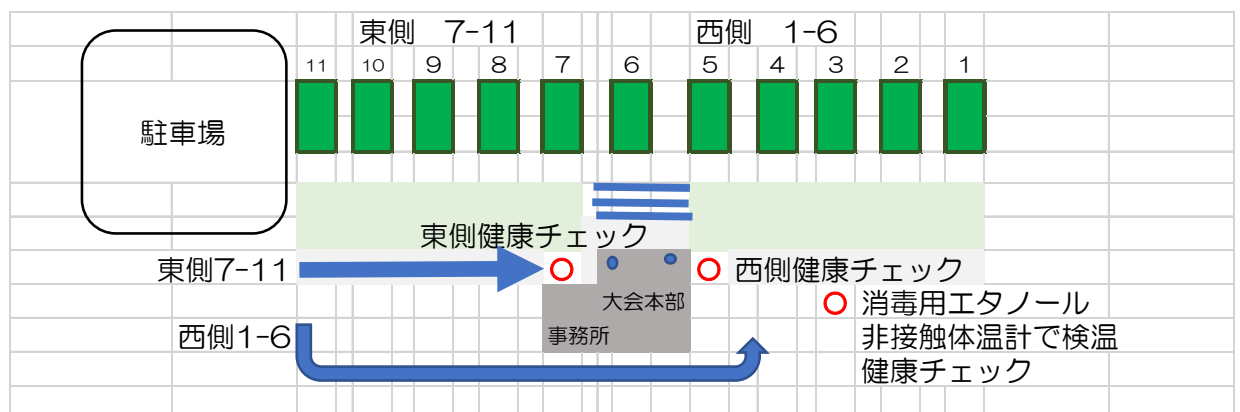 東側 7-11
西側 1-6
11 10 9 8 7 6 5 4 3 2 1
駐車場
東側健康チェック
東側7-11
西側健康チェック
大会本部
消毒用エタノール
西側1-6
事務所
非接触体温計で検温
健康チェック